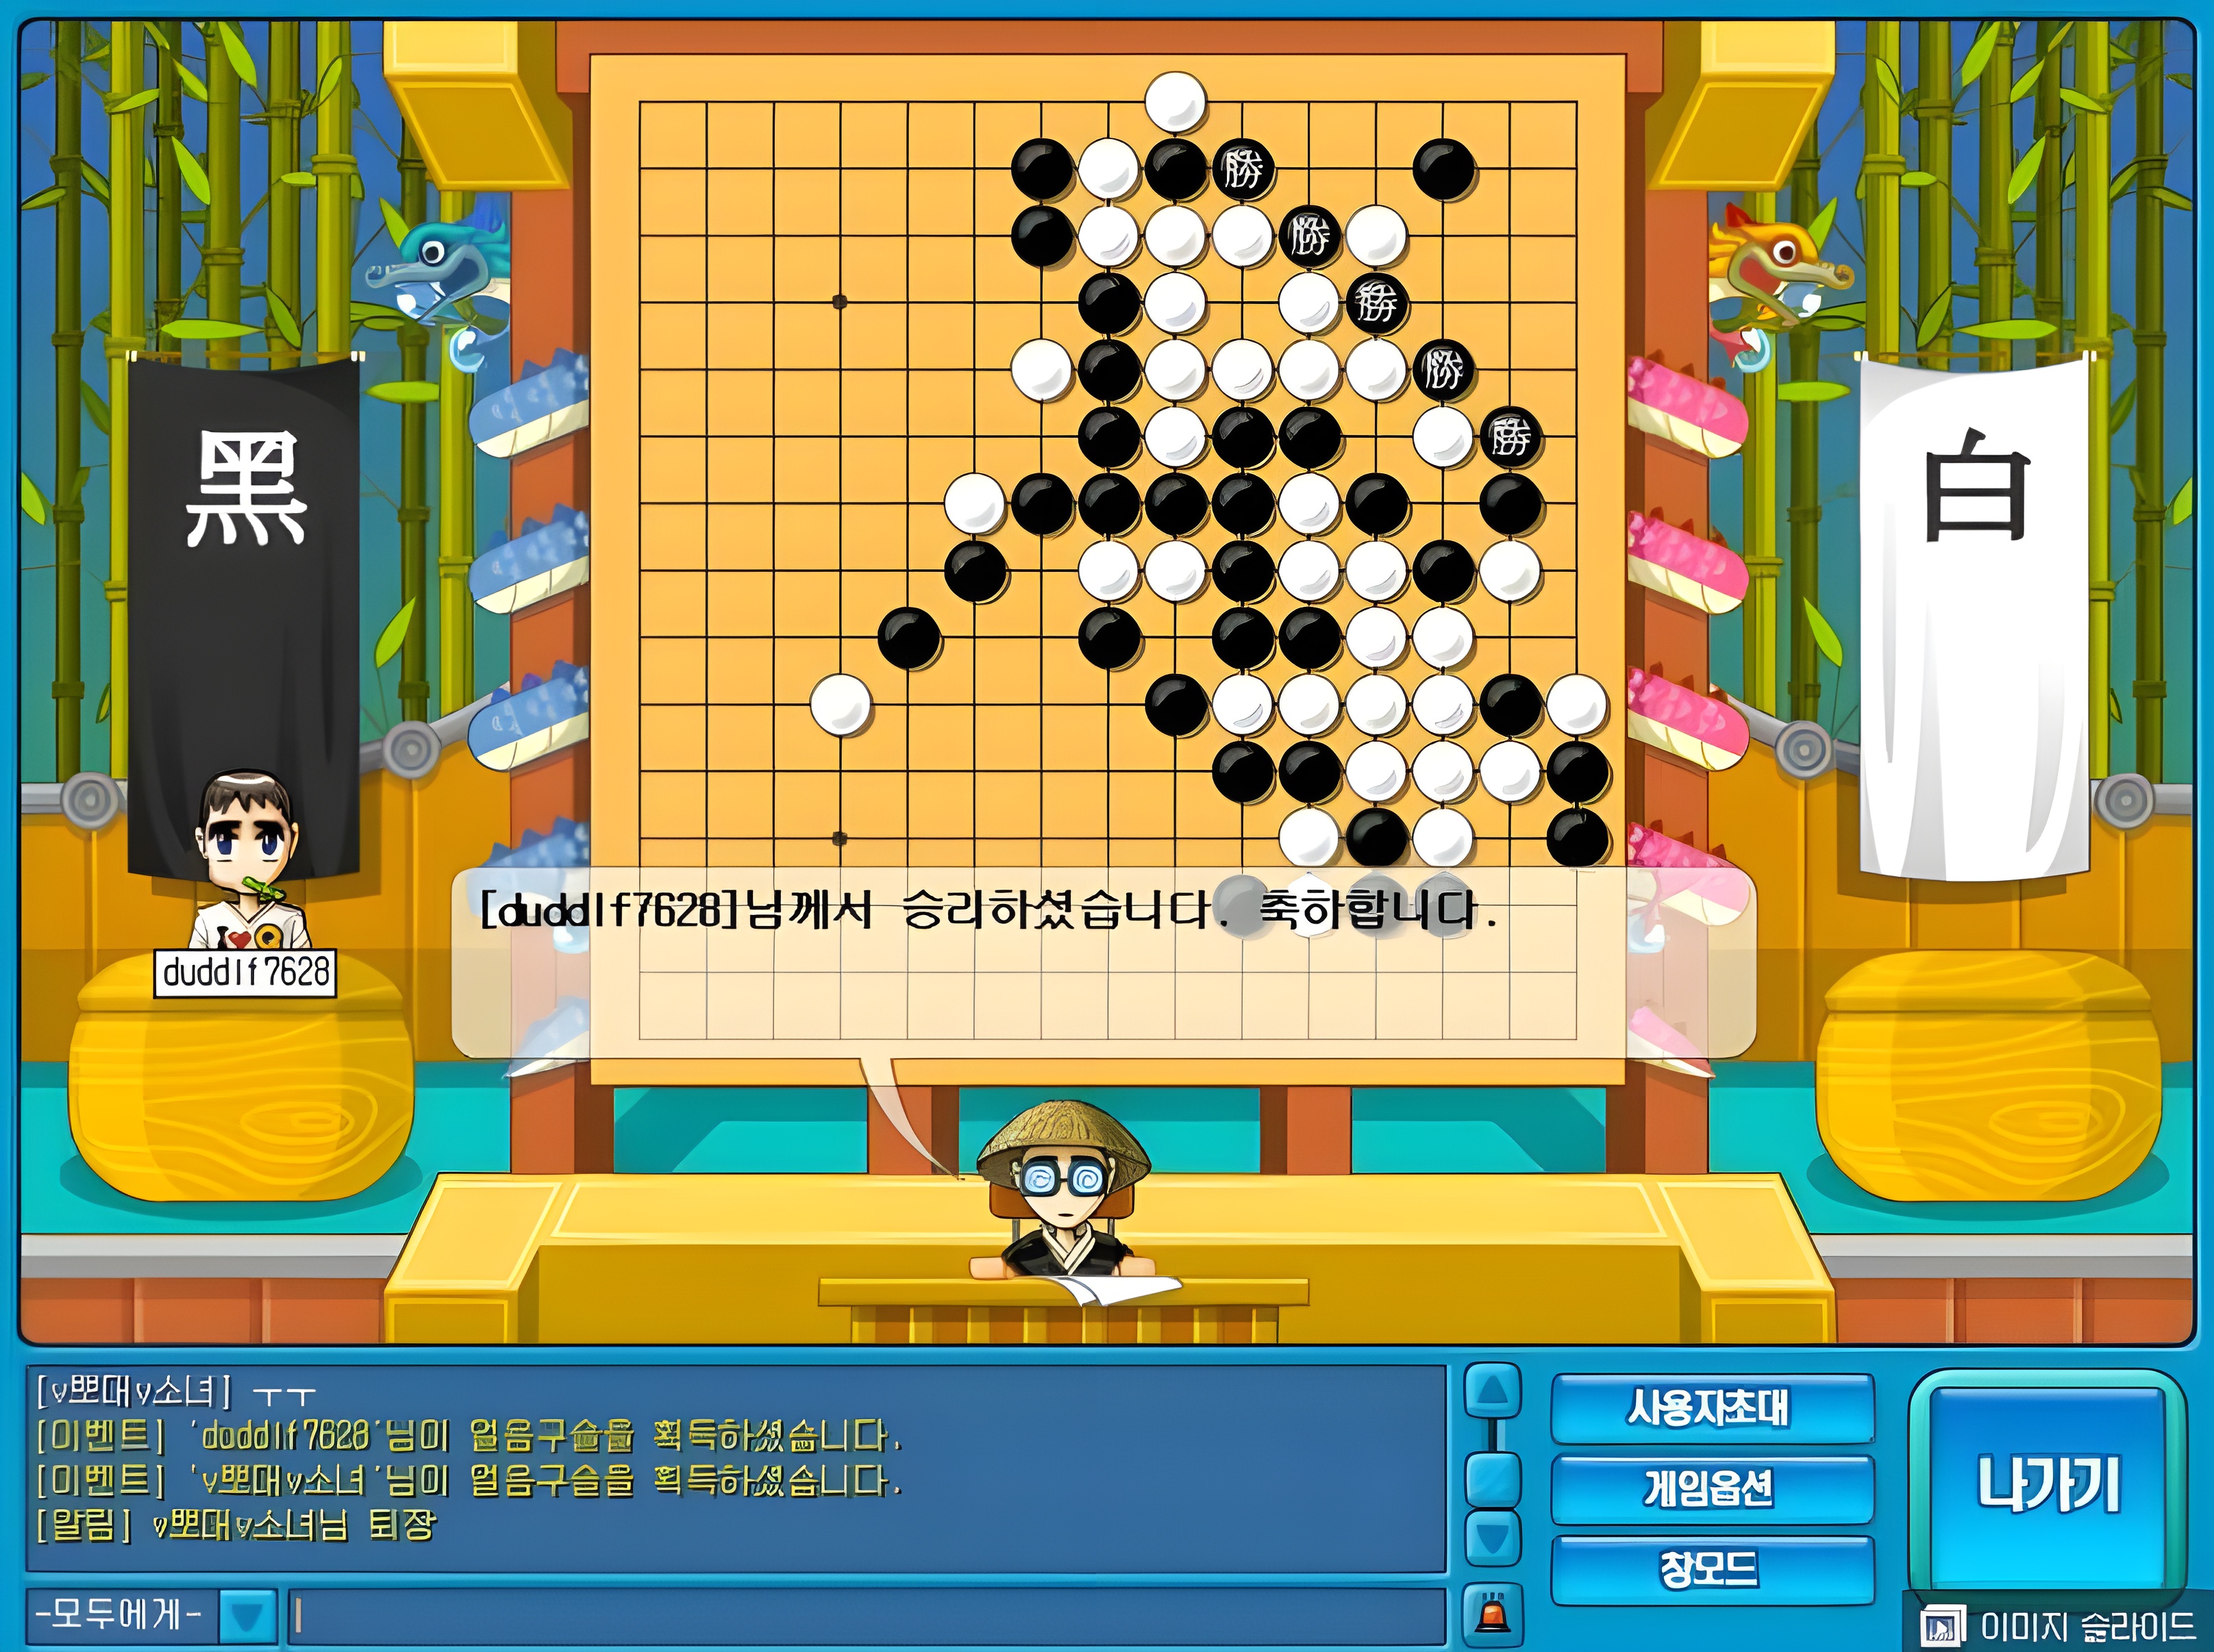 勝
勝
勝
勝
勝
黑
白
[duddlf7628]님께서 승리하셨습니다. 축하합니다.
duddlf7628
[v뽀대v소녀] ㅜㅜ
[이벤트] 'duddlf7628'님이 얼음구슬을 획득하셨습니다.
[이벤트] 'v뽀대v소녀'님이 얼음구슬을 획득하셨습니다.
[알림] v뽀대v소녀님 퇴장
-모두에게-
사용자초대
게임옵션
창모드
나가기
이미지 슬라이드